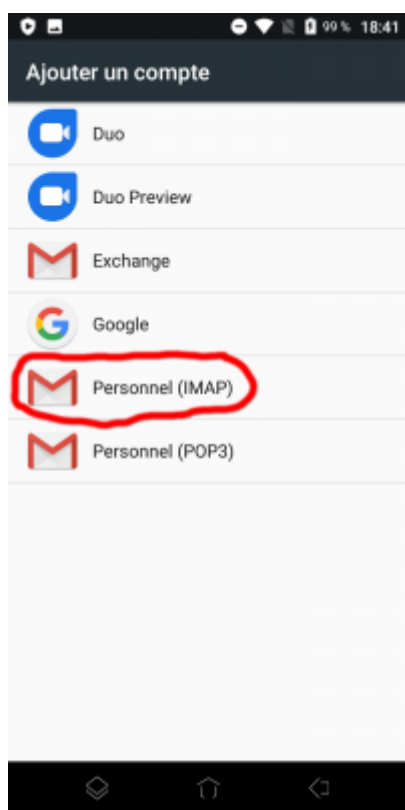 99 % 18:41
Ajouter un compte
Duo
Duo Preview
Exchange
Google
Personnel (IMAP)
Personnel (POP3)